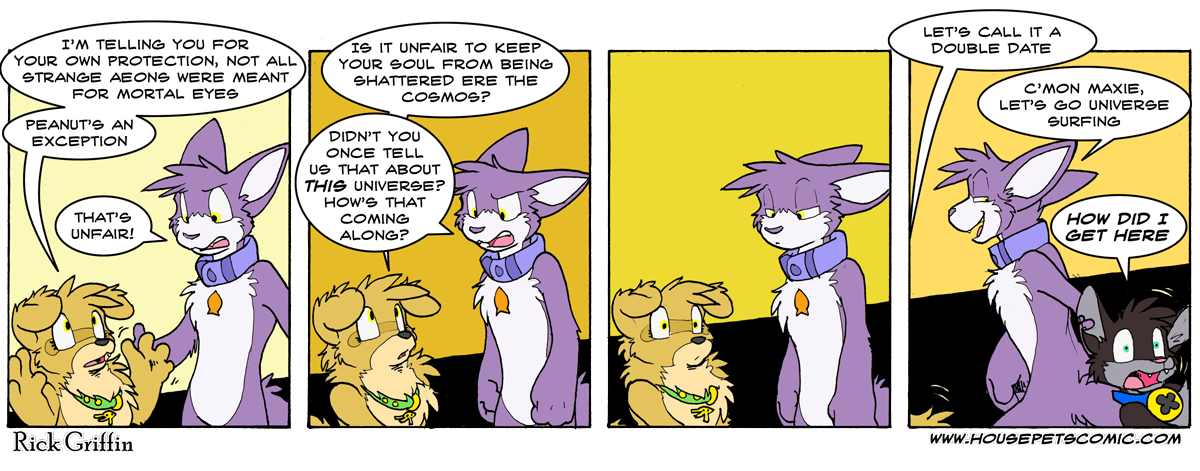 I'M TELLING YOU FOR
YOUR OWN PROTECTION, NOT ALL
STRANGE AEONS WERE MEANT
FOR MORTAL EYES
PEANUT'S AN
EXCEPTION
THAT'S
UNFAIR!
IS IT UNFAIR TO KEEP
YOUR SOUL FROM BEING
SHATTERED ERE THE
COSMOS?
DIDN'T YOU
ONCE TELL
US THAT ABOUT
THIS UNIVERSE?
HOW'S THAT
COMING
ALONG?
LET'S CALL IT A
DOUBLE DATE
C'MON MAXIE,
LET'S GO UNIVERSE
SURFING
HOW DID I
GET HERE
Rick Griffin
WWW.HOUSEPETSCOMIC.COM